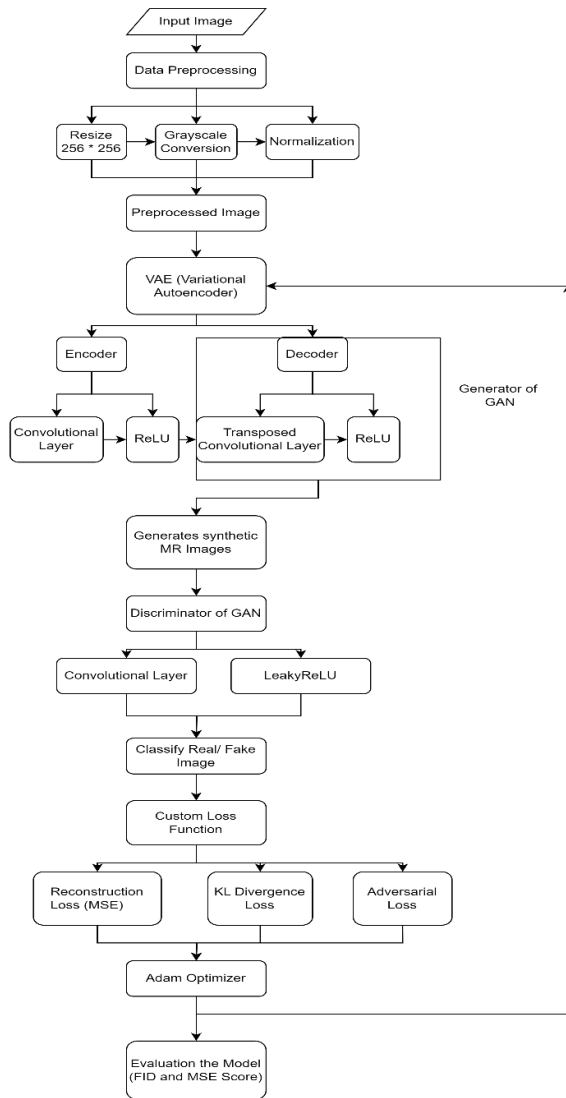 Input Image
Data Preprocessing
Resize
256 * 256
Grayscale
Conversion
Normalization
Preprocessed Image
VAE (Variational
Autoencoder)
Encoder
Decoder
Generator of
GAN
Convolutional
Layer
ReLU
Transposed
Convolutional Layer
ReLU
Generates synthetic
MR Images
Discriminator of GAN
Convolutional Layer
LeakyReLU
Classify Real/ Fake
Image
Custom Loss
Function
Reconstruction
Loss (MSE)
KL Divergence
Loss
Adversarial
Loss
Adam Optimizer
Evaluation the Model
(FID and MSE Score)